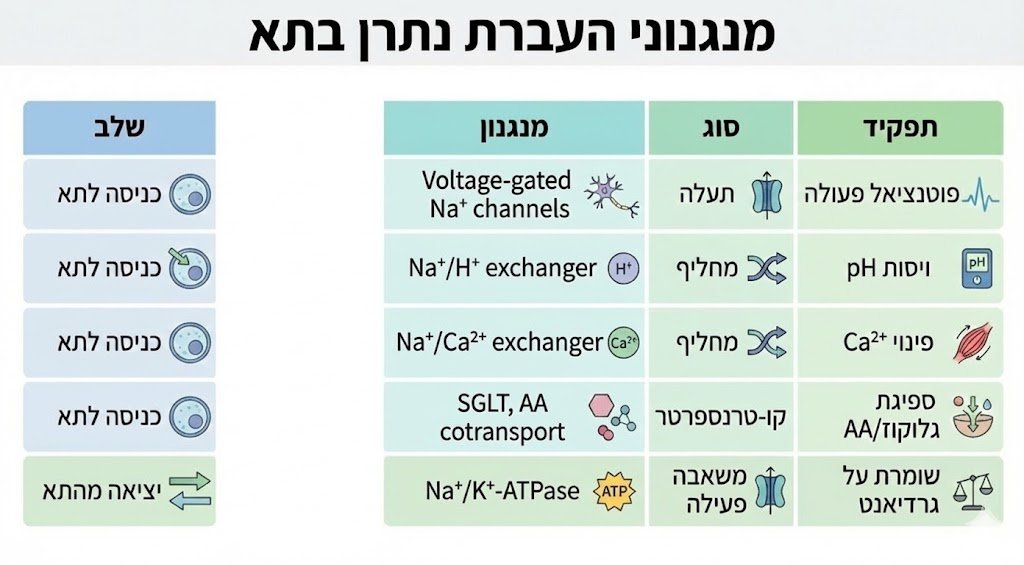 מנגנוני העברת נתרן בתא
תפקיד
סוג
מנגנון
שלב
פוטנציאל פעולה
תעלה
Voltage-gated
Na⁺ channels
כניסה לתא
pH
ויסות pH
מחליף
Na⁺/H⁺ exchanger
H⁺
כניסה לתא
פינוי Ca²⁺
מחליף
Na⁺/Ca²⁺ exchanger
Ca²⁺
כניסה לתא
ספיגת
גלוקוז/AA
קו-טרנספרטר
SGLT, AA
cotransport
כניסה לתא
שומרת על
גרדיאנט
משאבה
פעילה
Na⁺/K⁺-ATPase
ATP
יציאה מהתא